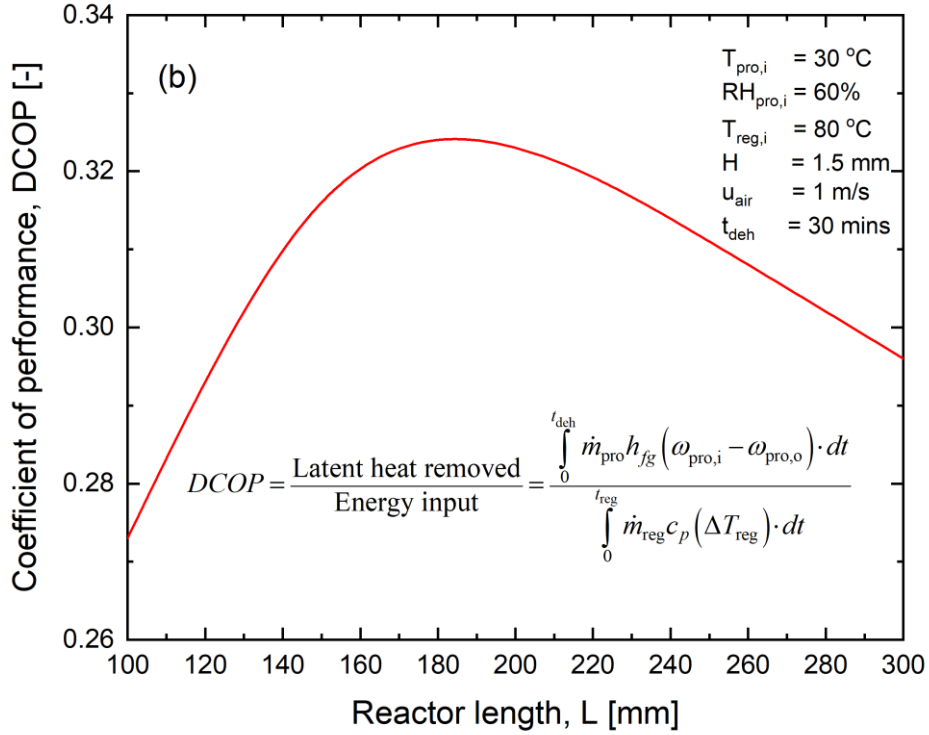 0.34
0.32
0.30
0.28
0.26
Coefficient of performance, DCOP [-]
(b)
T_pro,i = 30 °C
RH_pro,i = 60%
T_reg,i = 80 °C
H = 1.5 mm
u_air = 1 m/s
t_deh = 30 mins
DCOP = Latent heat removed / Energy input = ∫_0^{t_deh} ṁ_pro h_fg (ω_pro,i − ω_pro,o) · dt / ∫_0^{t_reg} ṁ_reg c_p (ΔT_reg) · dt
100 120 140 160 180 200 220 240 260 280 300
Reactor length, L [mm]